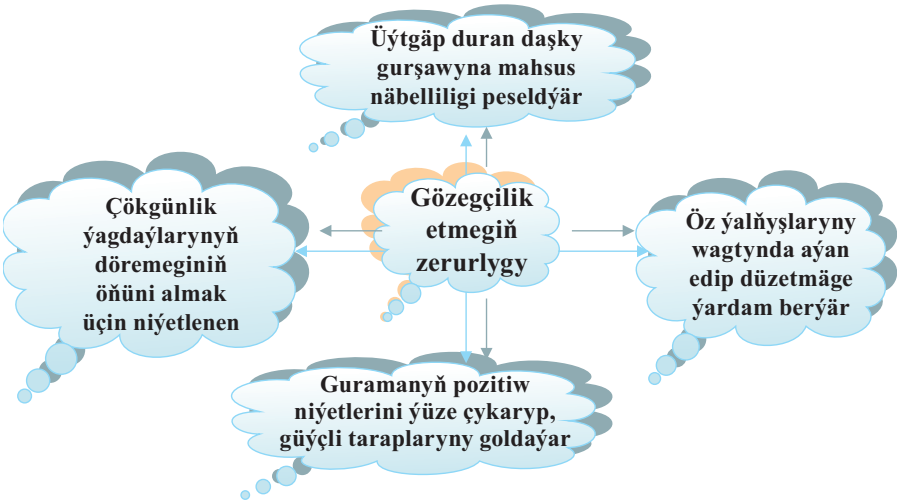 Üýtgäp duran daşky
gurşawyna mahsus
näbelliligi peseldýär
Çökgünlik
ýagdaýlarynyň
döremeginiň
öňüni almak
üçin niýetlenen
Gözegçilik
etmegiň
zerurlygy
Öz ýalňyşlaryny
wagtynda aýan
edip düzetmäge
ýardam berýär
Guramanyň pozitiw
niýetlerini ýüze çykaryp,
güýçli taraplaryny goldaýar